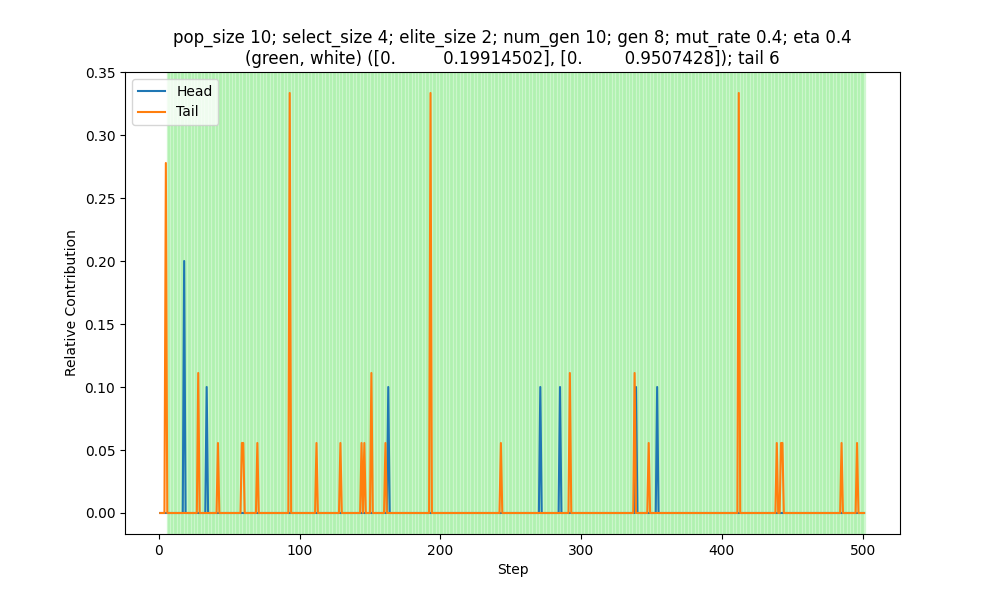 pop_size 10; select_size 4; elite_size 2; num_gen 10; gen 8; mut_rate 0.4; eta 0.4
(green, white) ([0. 0.19914502], [0. 0.9507428]); tail 6
Head
Tail
0.35
0.30
0.25
0.20
0.15
0.10
0.05
0.00
Relative Contribution
0
100
200
300
400
500
Step